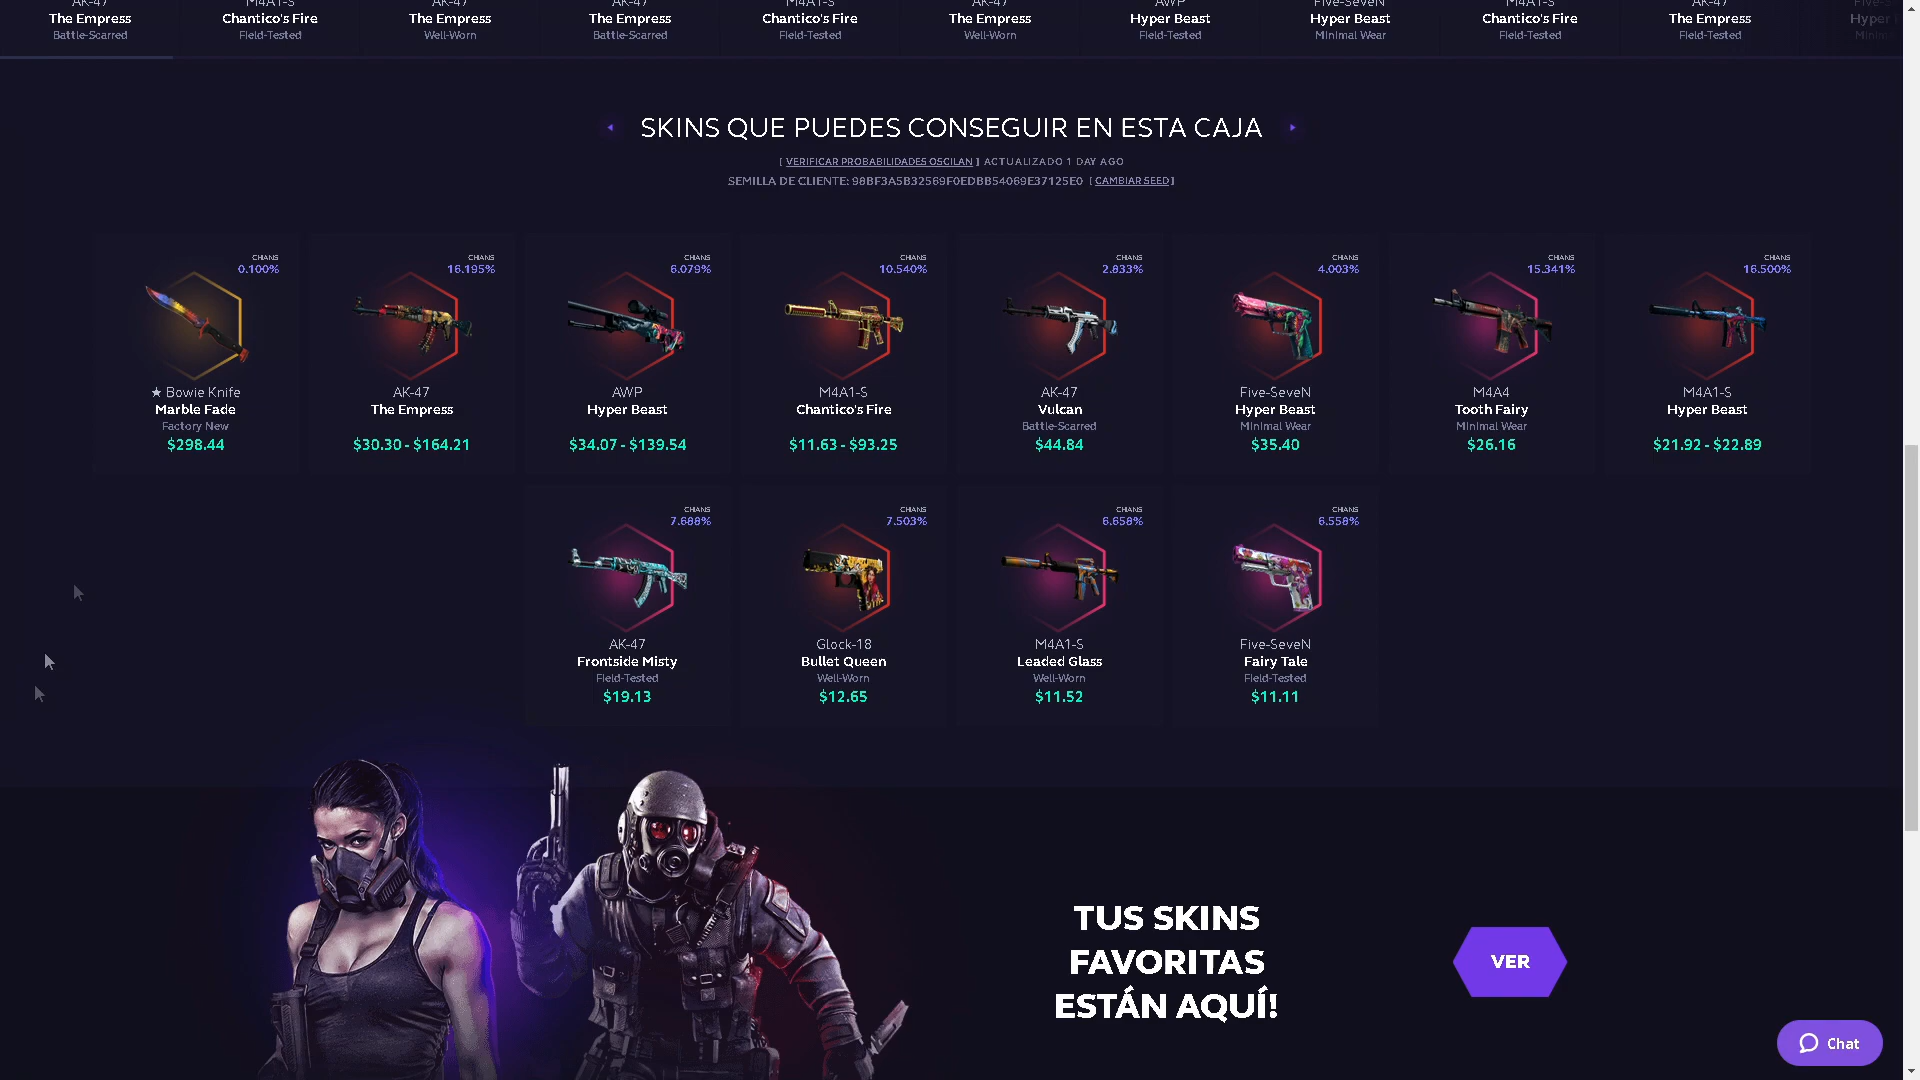 AK-47
The Empress
Battle-Scarred
M4A1-S
Chantico's Fire
Field-Tested
AK-47
The Empress
Well-Worn
AK-47
The Empress
Battle-Scarred
M4A1-S
Chantico's Fire
Field-Tested
AK-47
The Empress
Well-Worn
AWP
Hyper Beast
Field-Tested
Five-SeveN
Hyper Beast
Minimal Wear
M4A1-S
Chantico's Fire
Field-Tested
AK-47
The Empress
Field-Tested
SKINS QUE PUEDES CONSEGUIR EN ESTA CAJA
[ VERIFICAR PROBABILIDADES OSCILAN ] ACTUALIZADO 1 DAY AGO
SEMILLA DE CLIENTE: 98BF3A5B32569F0EDBB54069E37125E0 [ CAMBIAR SEED ]
CHANS
0.100%
★ Bowie Knife
Marble Fade
Factory New
$298.44
CHANS
16.195%
AK-47
The Empress
$30.30 - $164.21
CHANS
6.079%
AWP
Hyper Beast
$34.07 - $139.54
CHANS
10.540%
M4A1-S
Chantico's Fire
$11.63 - $93.25
CHANS
2.833%
AK-47
Vulcan
Battle-Scarred
$44.84
CHANS
4.003%
Five-SeveN
Hyper Beast
Minimal Wear
$35.40
CHANS
15.341%
M4A4
Tooth Fairy
Minimal Wear
$26.16
CHANS
16.500%
M4A1-S
Hyper Beast
$21.92 - $22.89
CHANS
7.688%
AK-47
Frontside Misty
Field-Tested
$19.13
CHANS
7.503%
Glock-18
Bullet Queen
Well-Worn
$12.65
CHANS
6.658%
M4A1-S
Leaded Glass
Well-Worn
$11.52
CHANS
6.558%
Five-SeveN
Fairy Tale
Field-Tested
$11.11
TUS SKINS
FAVORITAS
ESTÁN AQUÍ!
VER
Chat